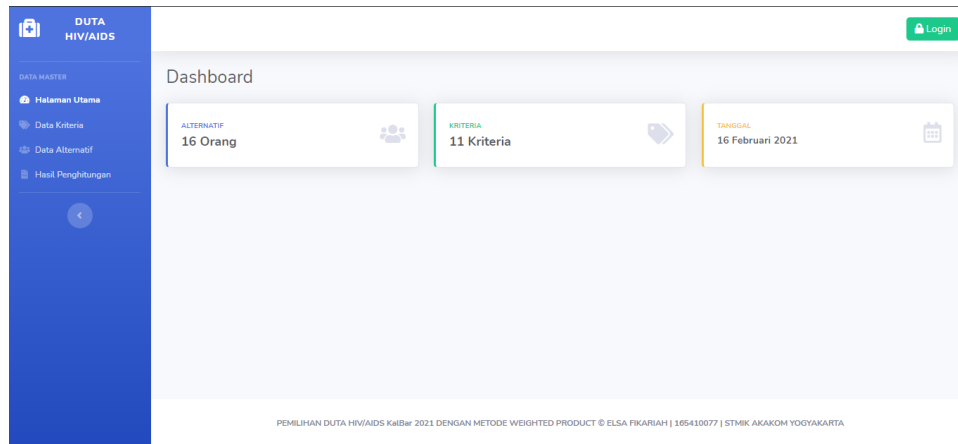 DUTA
HIV/AIDS
Login
DATA MASTER
Halaman Utama
Data Kriteria
Data Alternatif
Hasil Penghitungan
Dashboard
ALTERNATIF
16 Orang
KRITERIA
11 Kriteria
TANGGAL
16 Februari 2021
PEMILIHAN DUTA HIV/AIDS KalBar 2021 DENGAN METODE WEIGHTED PRODUCT © ELSA FIKARIAH | 165410077 | STMIK AKAKOM YOGYAKARTA